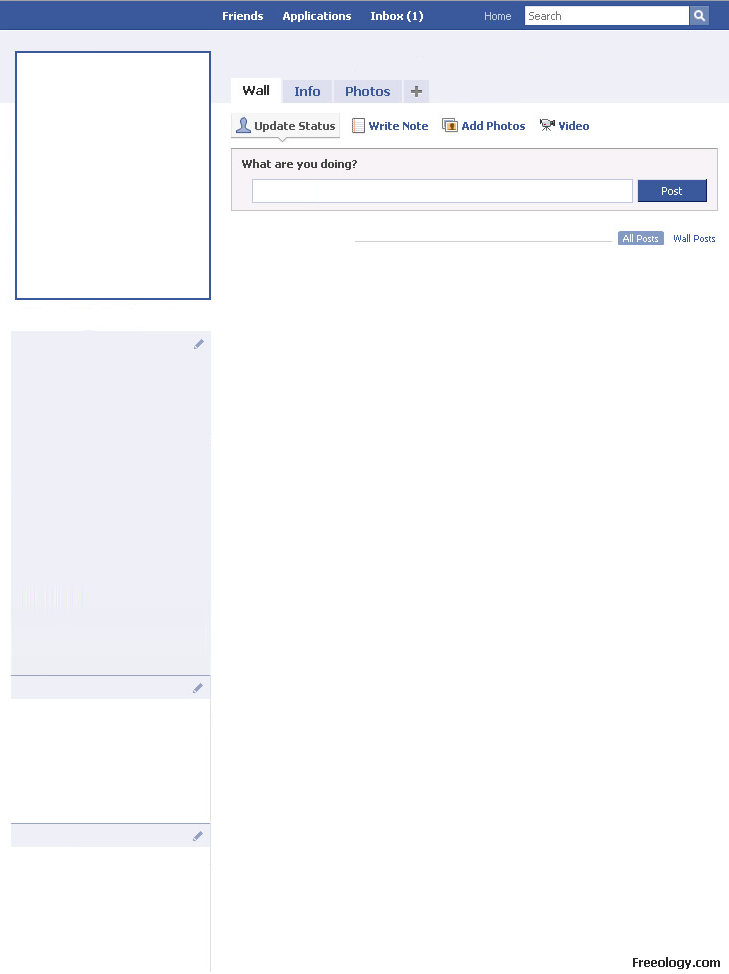 Friends Applications Inbox (1) Home Search
Wall Info Photos
Update Status Write Note Add Photos Video
What are you doing?
Post
All Posts Wall Posts
Freeology.com